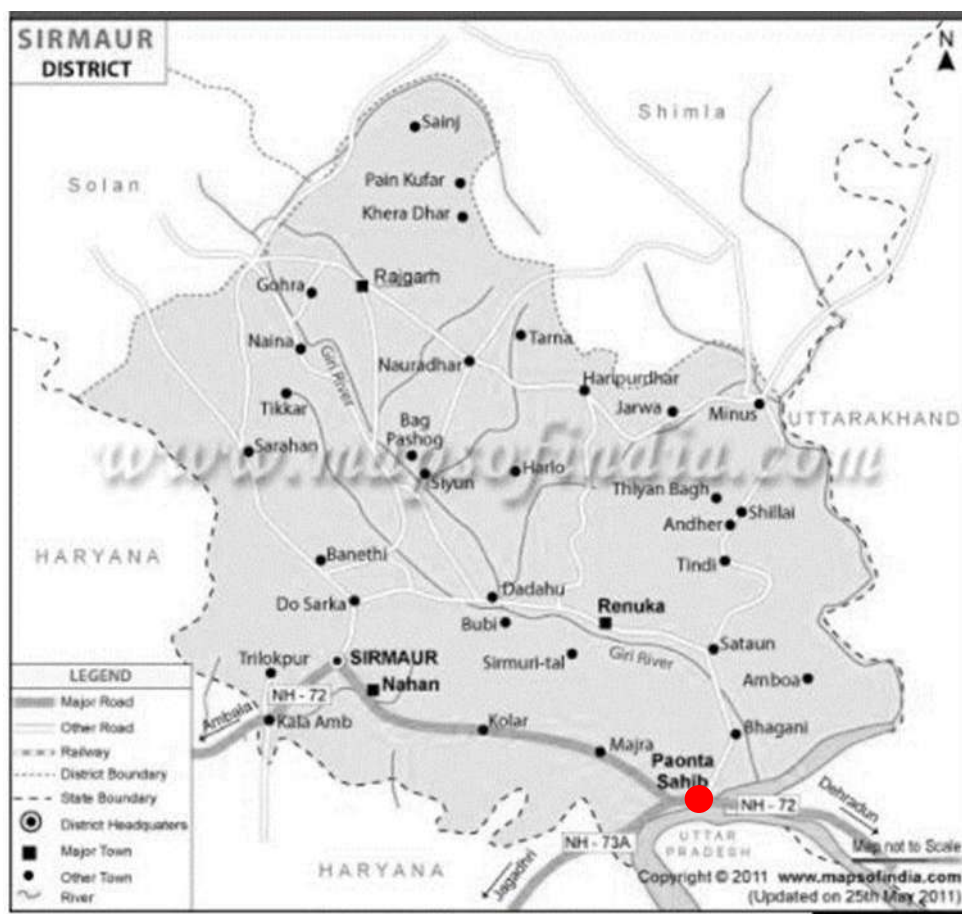 SIRMAUR
DISTRICT
N
Shimla
Solan
Sainj
Pain Kufar
Khera Dhar
Rajgarh
Gohra
Tarna
Naina
Giri River
Nauradhar
Haripurdhar
Tikkar
Jarwa
Minus
UTTARAKHAND
Bag
Pashog
Sarahan
www.mapsofindia.com
Siyun
Harlo
Thiyan Bagh
Shillai
Andher
HARYANA
Banethi
Tindi
Dadahu
Do Sarka
Renuka
Bubi
Sataun
SIRMAUR
Sirmuri-tal
Giri River
Trilokpur
Amboa
Nahan
NH - 72
Ambala
Kala Amb
Kolar
Bhagani
Majra
Paonta
Sahib
NH - 72
Dehradun
NH - 73A
UTTAR
PRADESH
Jagadhri
HARYANA
LEGEND
Major Road
Other Road
Railway
District Boundary
State Boundary
District Headquaters
Major Town
Other Town
River
Map not to Scale
Copyright © 2011 www.mapsofindia.com
(Updated on 25th May 2011)